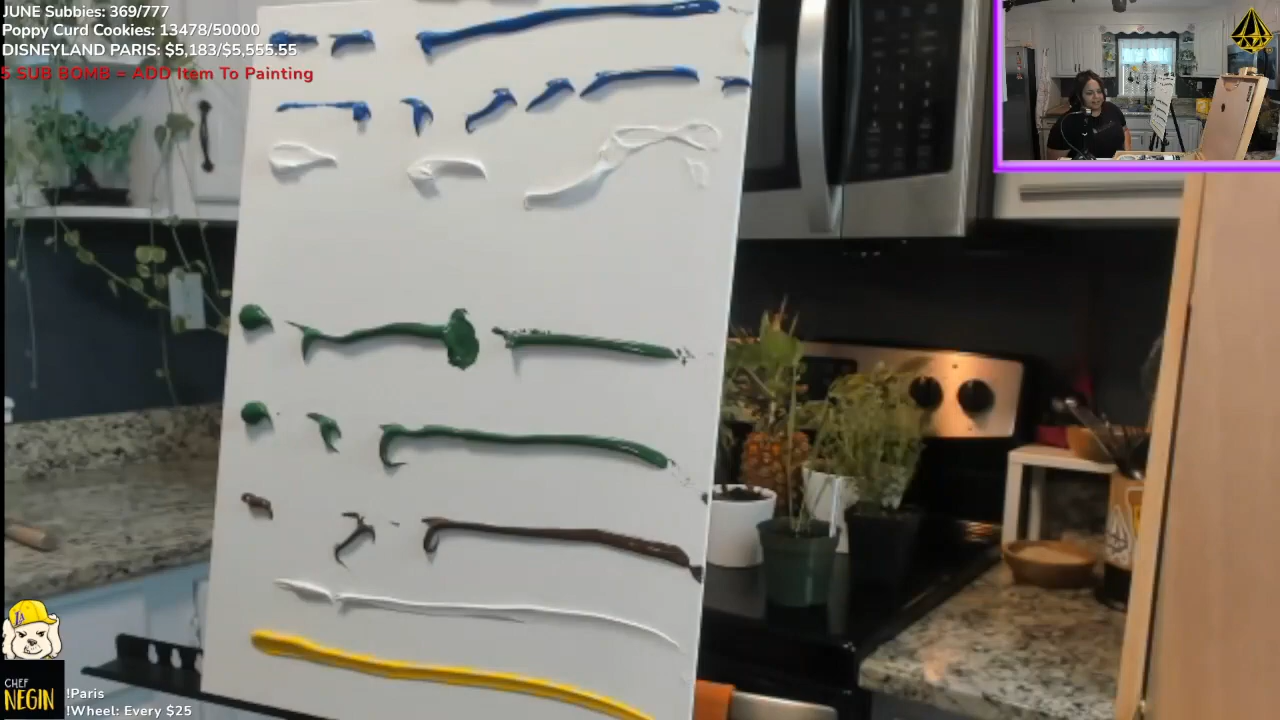 JUNE Subbies: 369/777
Poppy Curd Cookies: 13478/50000
DISNEYLAND PARIS: $5,183/$5,555.55
5 SUB BOMB = ADD Item To Painting
CHEF
NEGIN
!Paris
!Wheel: Every $25